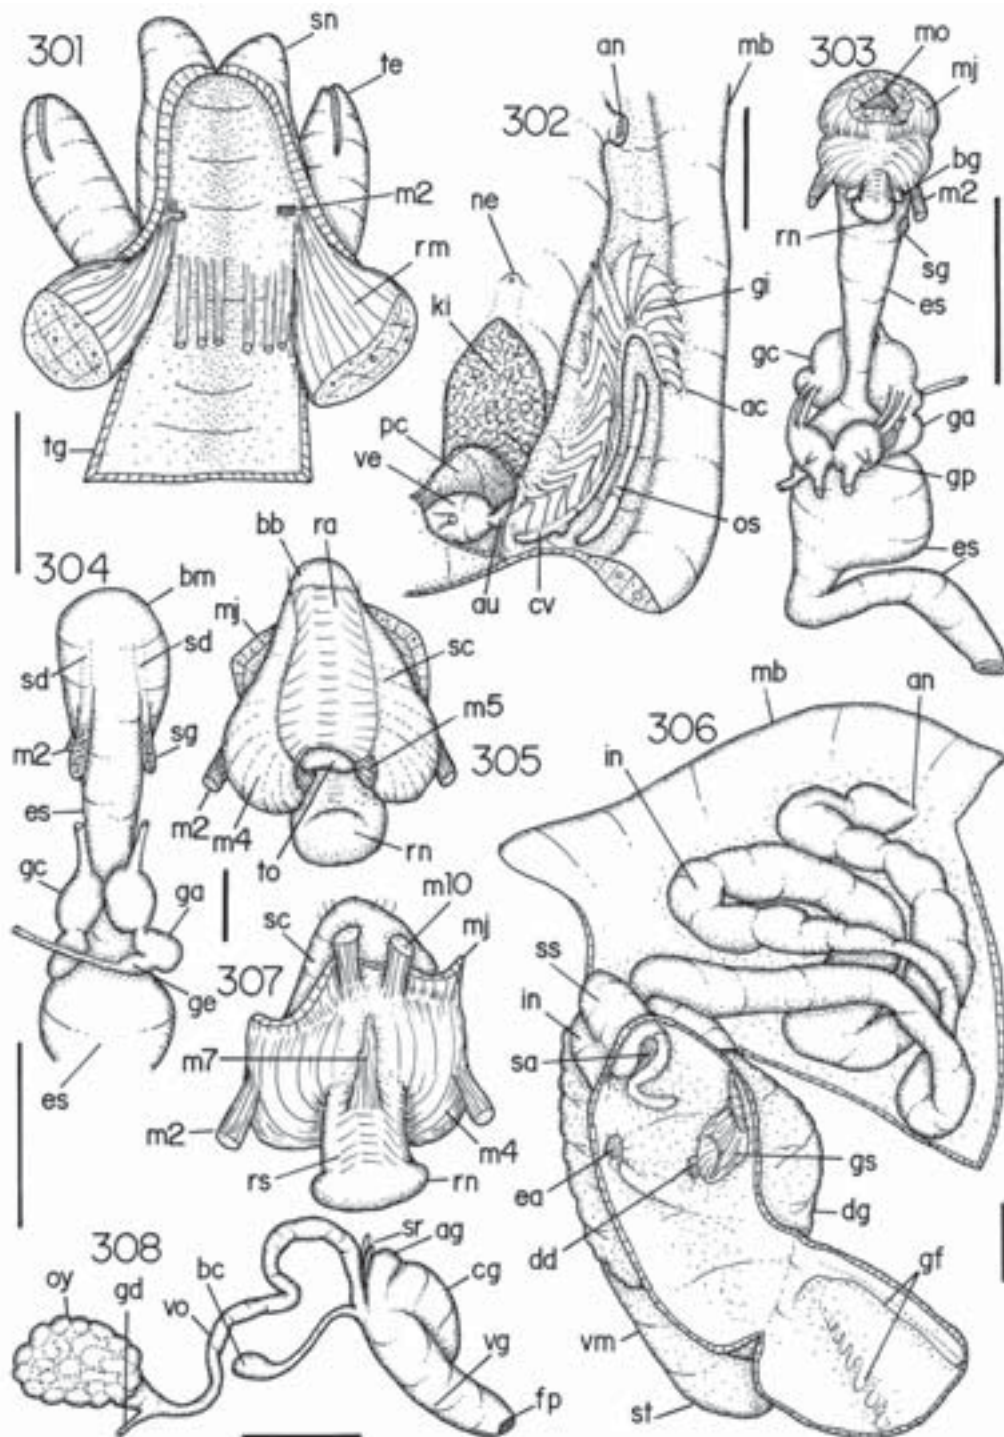 301
sn
te
m2
rm
tg
302
an
mb
ne
ki
gi
pc
ve
ac
os
au
cv
303
mo
mj
bg
m2
rn
sg
es
gc
ga
gp
es
es
304
bm
sd
sd
m2
sg
es
gc
ga
ge
es
305
bb
ra
mj
sc
m5
m2
m4
to
rn
306
mb
an
in
ss
in
sa
ea
dd
gs
dg
gf
vm
st
307
sc
m10
mj
m7
m2
m4
rs
rn
308
sr
ag
cg
bc
oy
gd
vo
vg
fp